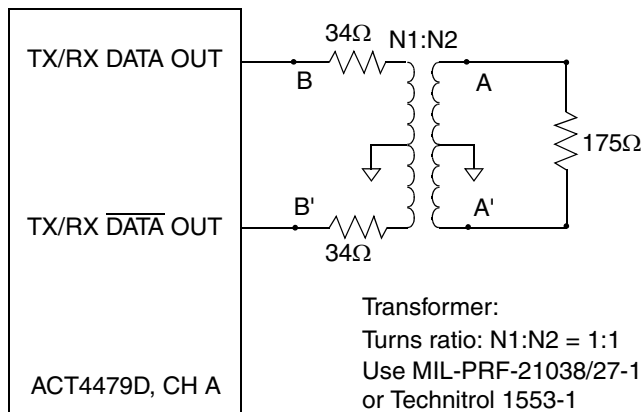 34Ω
N1:N2
TX/RX DATA OUT
B
A
175Ω
TX/RX DATA OUT
B'
A'
34Ω
Transformer:
Turns ratio: N1:N2 = 1:1
Use MIL-PRF-21038/27-1
or Technitrol 1553-1
ACT4479D, CH A